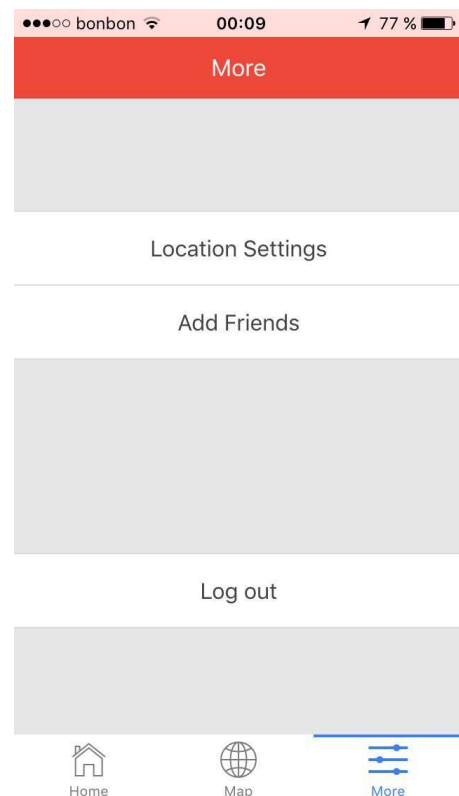 bonbon 00:09 77 %
More
Location Settings
Add Friends
Log out
Home Map More